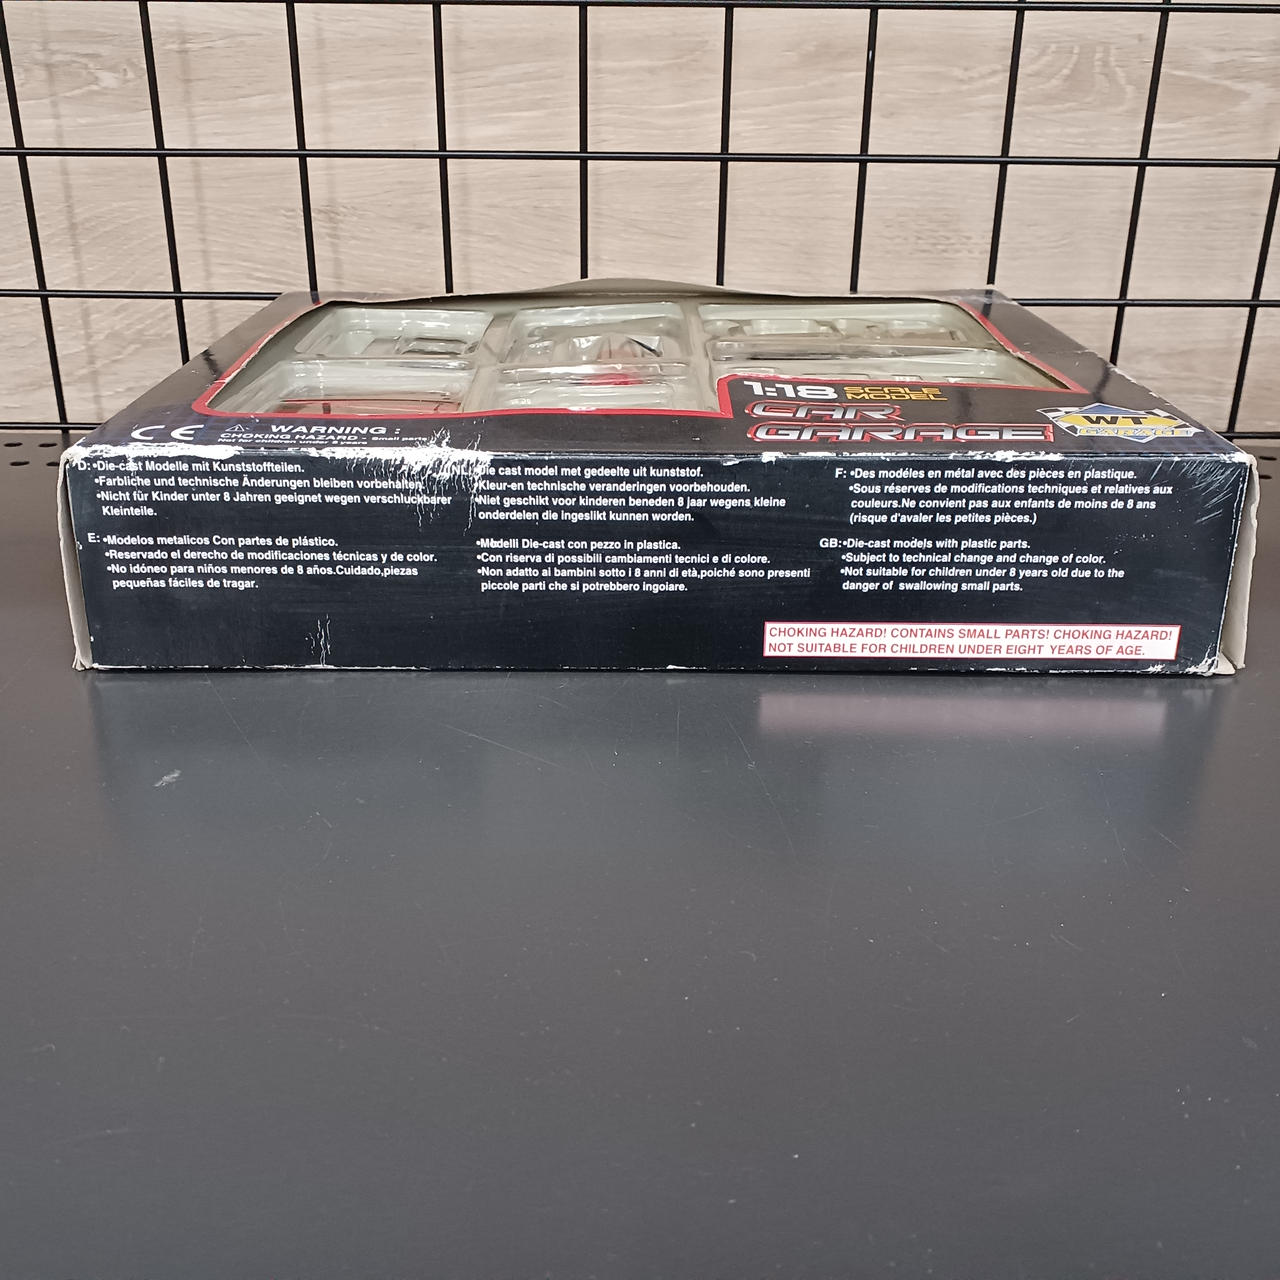 1:18 SCALE
MODEL
CAR
GARAGE
WT
GARAGE
CE
WARNING :
CHOKING HAZARD - Small parts
Not for children under 8 years
D: •Die-cast Modelle mit Kunststoffteilen.
•Farbliche und technische Änderungen bleiben vorbehalten.
•Nicht für Kinder unter 8 Jahren geeignet wegen verschluckbarer
Kleinteile.
NL: •Die cast model met gedeelte uit kunststof.
•Kleur-en technische veranderingen voorbehouden.
•Niet geschikt voor kinderen beneden 8 jaar wegens kleine
onderdelen die ingeslikt kunnen worden.
F: •Des modéles en métal avec des pièces en plastique.
•Sous réserves de modifications techniques et relatives aux
couleurs.Ne convient pas aux enfants de moins de 8 ans
(risque d'avaler les petites pièces.)
E: •Modelos metalicos Con partes de plástico.
•Reservado el derecho de modificaciones técnicas y de color.
•No idóneo para niños menores de 8 años.Cuidado,piezas
pequeñas fáciles de tragar.
Die-cast con pezzo in plastica.
•Con riserva di possibili cambiamenti tecnici e di colore.
•Non adatto ai bambini sotto i 8 anni di età,poiché sono presenti
piccole parti che si potrebbero ingoiare.
GB: •Die-cast models with plastic parts.
•Subject to technical change and change of color.
•Not suitable for children under 8 years old due to the
danger of swallowing small parts.
CHOKING HAZARD! CONTAINS SMALL PARTS! CHOKING HAZARD!
NOT SUITABLE FOR CHILDREN UNDER EIGHT YEARS OF AGE.